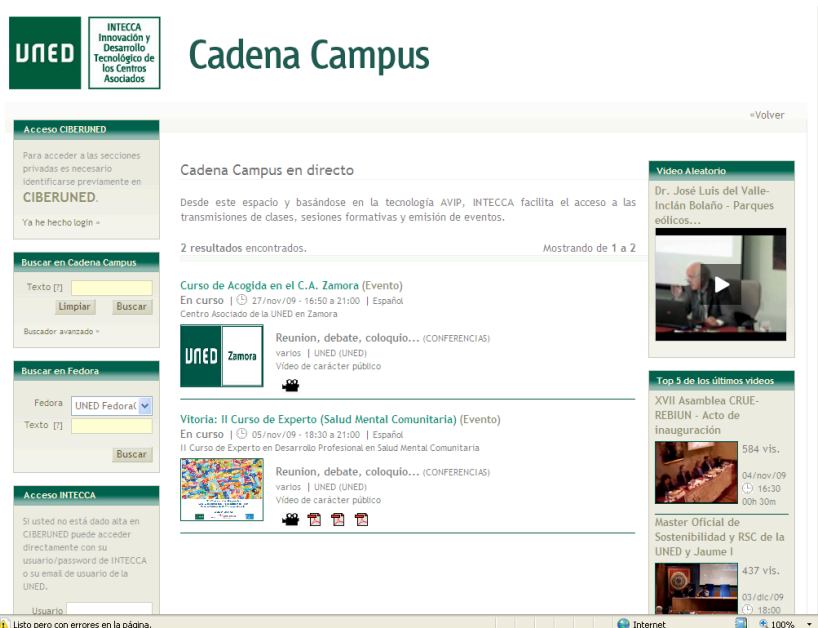 UNED
INTECCA
Innovación y
Desarrollo
Tecnológico de
los Centros
Asociados
Cadena Campus
«Volver
Acceso CIBERUNED
Para acceder a las secciones
privadas es necesario
identificarse previamente en
CIBERUNED.
Ya he hecho login »
Buscar en Cadena Campus
Texto [?]
Limpiar Buscar
Buscador avanzado »
Buscar en Fedora
Fedora UNED Fedora(
Texto [?]
Buscar
Acceso INTECCA
Si usted no está dado alta en
CIBERUNED puede acceder
directamente con su
usuario/password de INTECCA
o su email de usuario de la
UNED.
Usuario
Cadena Campus en directo
Desde este espacio y basándose en la tecnología AVIP, INTECCA facilita el acceso a las
transmisiones de clases, sesiones formativas y emisión de eventos.
2 resultados encontrados. Mostrando de 1 a 2
Curso de Acogida en el C.A. Zamora (Evento)
En curso | 27/nov/09 - 16:50 a 21:00 | Español
Centro Asociado de la UNED en Zamora
UNED Zamora
Reunion, debate, coloquio... (CONFERENCIAS)
varios | UNED (UNED)
Vídeo de carácter público
Vitoria: II Curso de Experto (Salud Mental Comunitaria) (Evento)
En curso | 05/nov/09 - 18:30 a 21:00 | Español
II Curso de Experto en Desarrollo Profesional en Salud Mental Comunitaria
Reunion, debate, coloquio... (CONFERENCIAS)
varios | UNED (UNED)
Vídeo de carácter público
Video Aleatorio
Dr. José Luis del Valle-
Inclán Bolaño - Parques
eólicos...
Top 5 de los últimos videos
XVII Asamblea CRUE-
REBIUN - Acto de
inauguración
584 vis.
04/nov/09
16:30
00h 30m
Master Oficial de
Sostenibilidad y RSC de la
UNED y Jaume I
437 vis.
03/dic/09
18:00
Listo pero con errores en la página.
Internet
100%